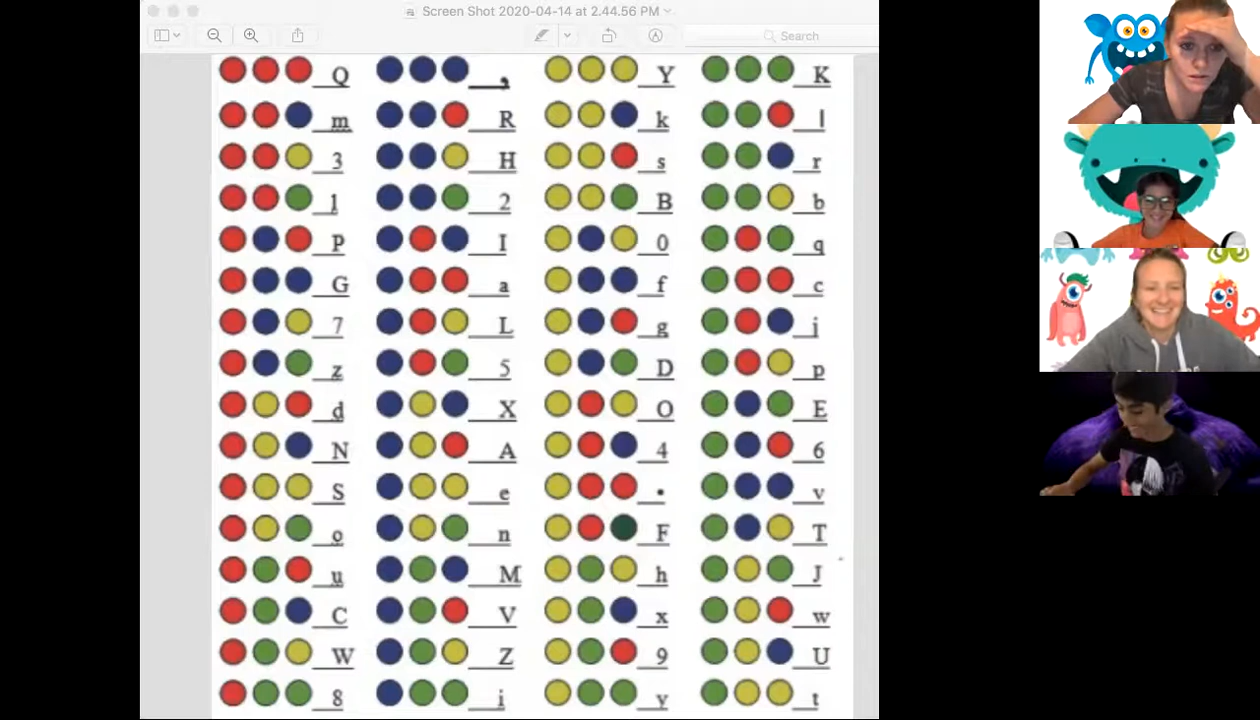 Screen Shot 2020-04-14 at 2.44.56 PM
Search
Q , Y K
m R k l
3 H s r
1 2 B b
P I 0 q
G a f c
7 L g j
z 5 D p
d X O E
N A 4 6
S e • v
o n F T
u M h J
C V x w
W Z 9 U
8 i y t